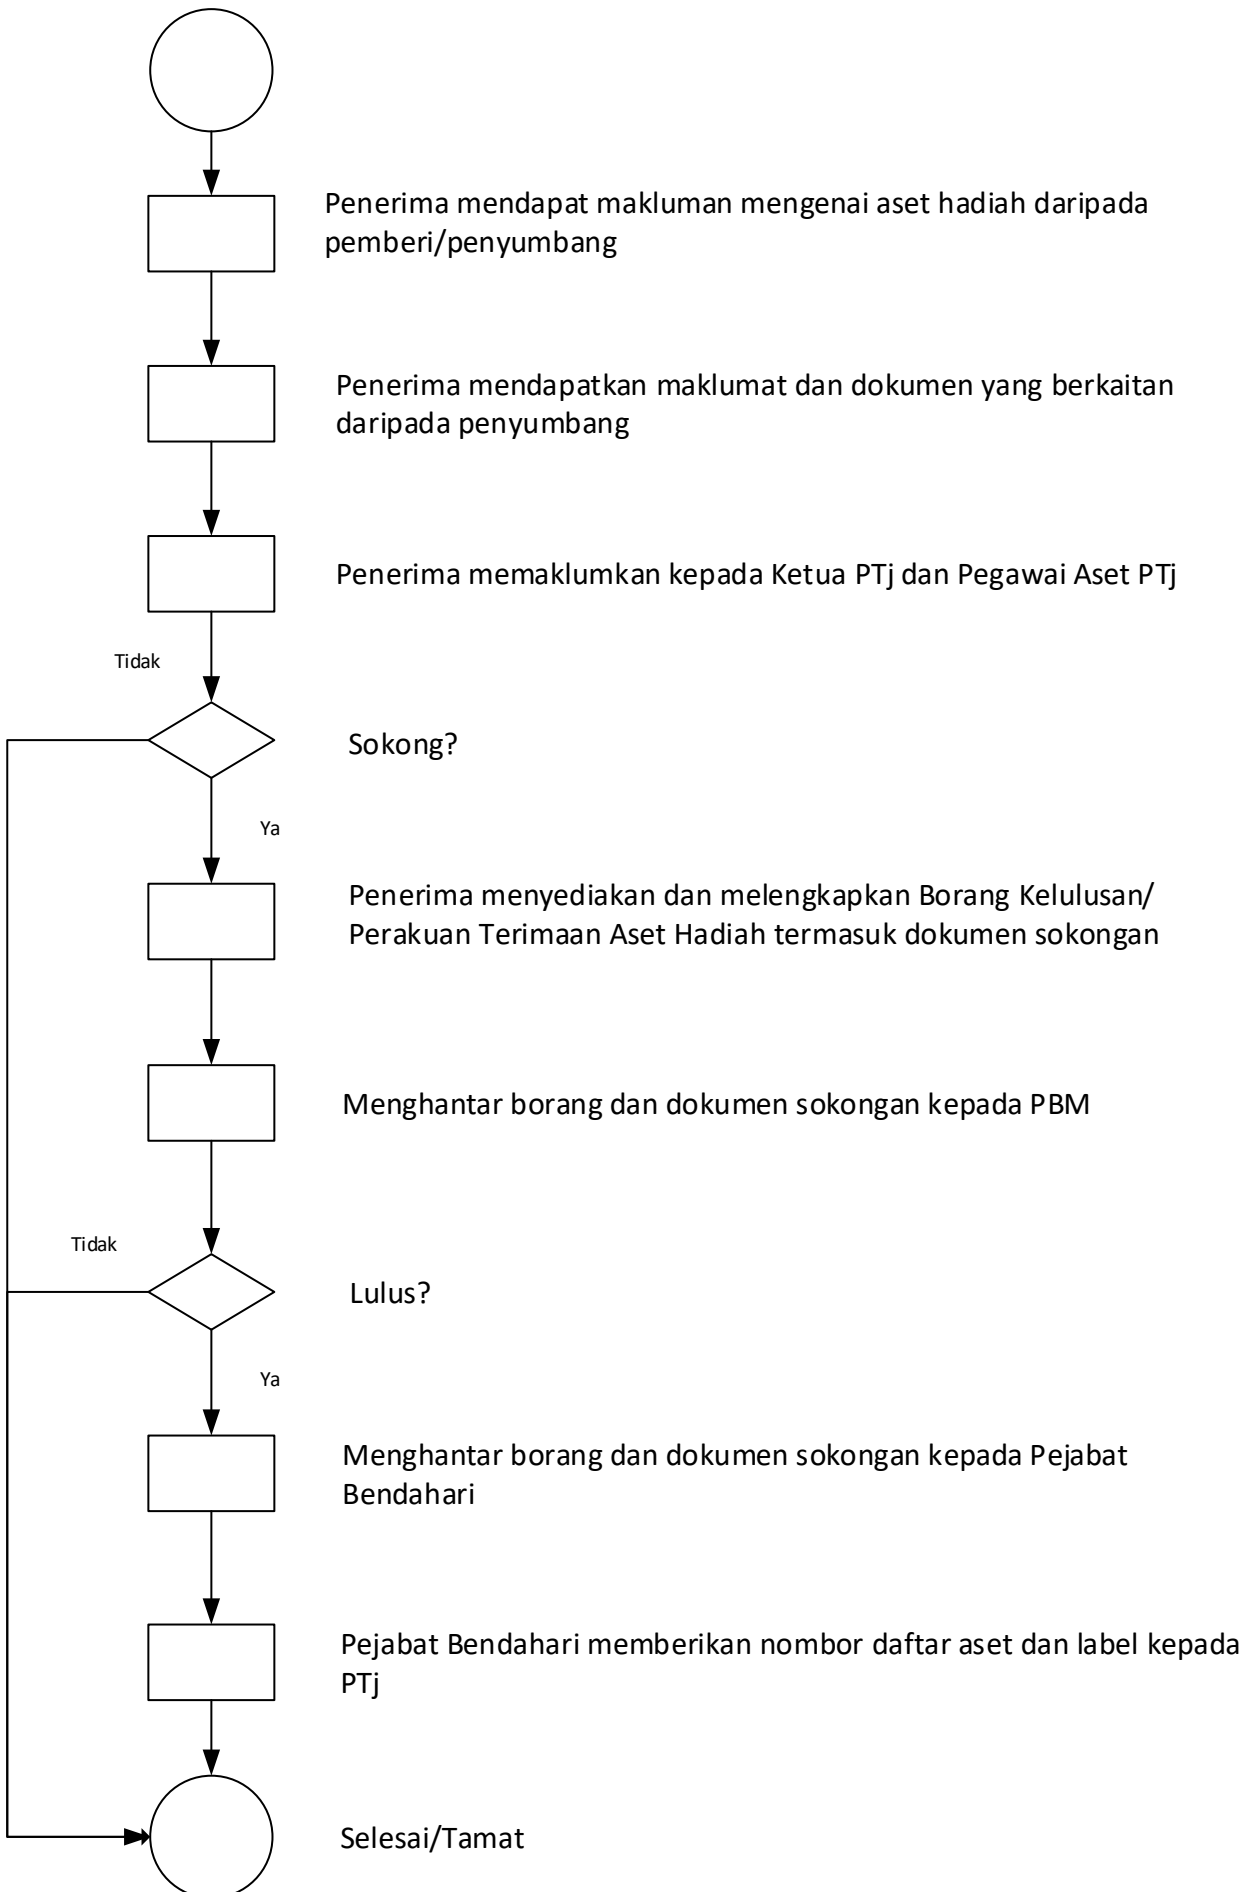 Penerima mendapat makluman mengenai aset hadiah daripada
pemberi/penyumbang
Penerima mendapatkan maklumat dan dokumen yang berkaitan
daripada penyumbang
Penerima memaklumkan kepada Ketua PTj dan Pegawai Aset PTj
Tidak
Sokong?
Ya
Penerima menyediakan dan melengkapkan Borang Kelulusan/
Perakuan Terimaan Aset Hadiah termasuk dokumen sokongan
Menghantar borang dan dokumen sokongan kepada PBM
Tidak
Lulus?
Ya
Menghantar borang dan dokumen sokongan kepada Pejabat
Bendahari
Pejabat Bendahari memberikan nombor daftar aset dan label kepada
PTj
Selesai/Tamat